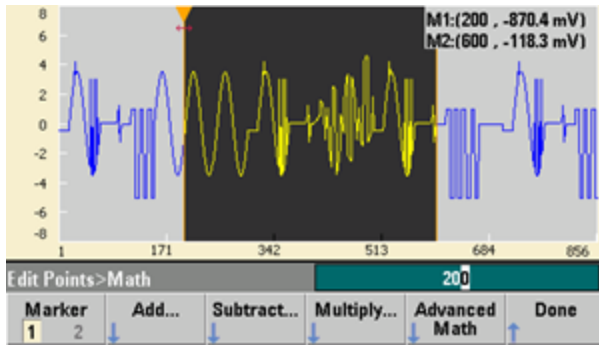 8
M1:(200 , -870.4 mV)
6
M2:(600 , -118.3 mV)
4
2
0
-2
-4
-6
-8
1 171 342 513 684 856
Edit Points>Math 200
Marker Add... Subtract... Multiply... Advanced Math Done
1 2